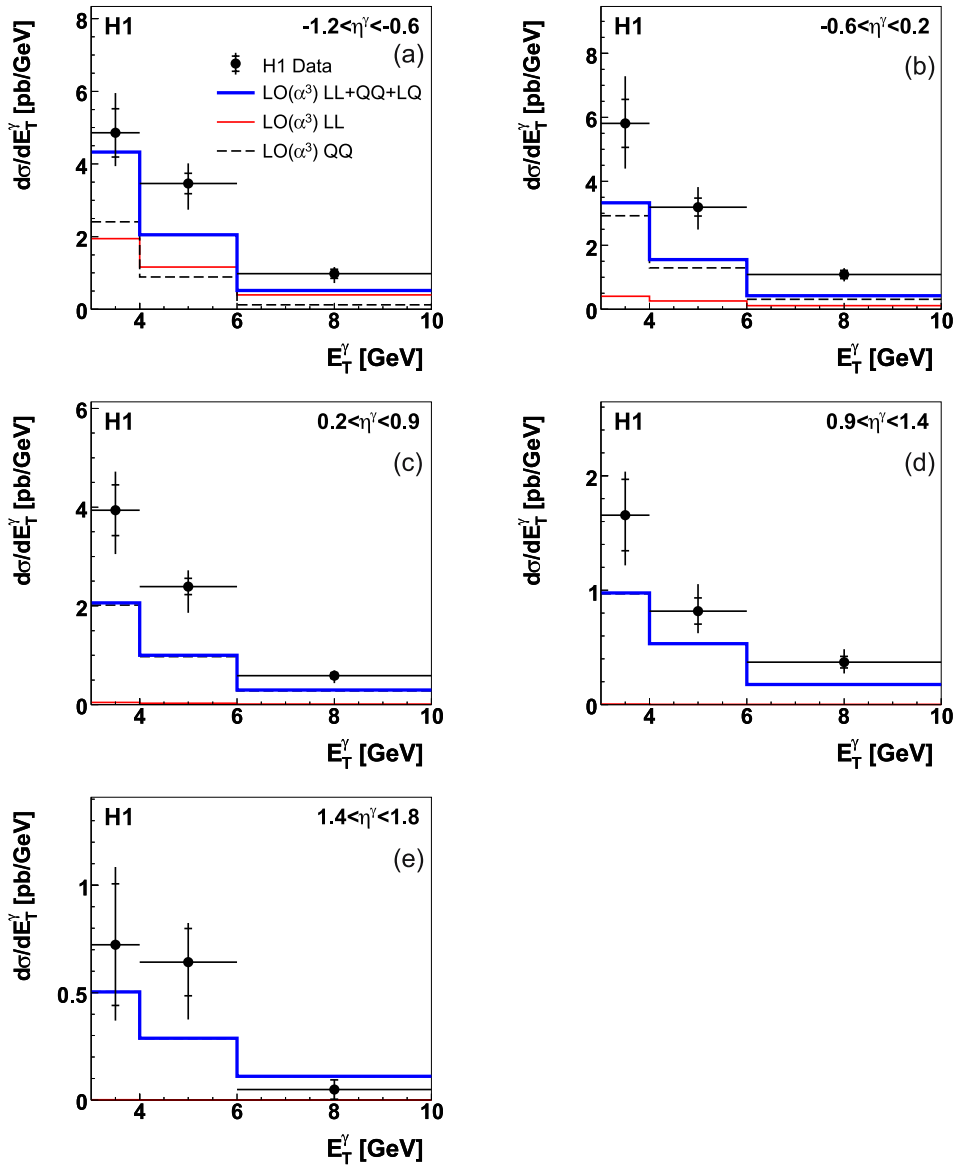 H1 -1.2<η^γ<-0.6
(a)
H1 Data
LO(α³) LL+QQ+LQ
LO(α³) LL
LO(α³) QQ
dσ/dE_T^γ [pb/GeV]
8
6
4
2
0
4 6 8 10
E_T^γ [GeV]
H1 -0.6<η^γ<0.2
(b)
dσ/dE_T^γ [pb/GeV]
8
6
4
2
0
4 6 8 10
E_T^γ [GeV]
H1 0.2<η^γ<0.9
(c)
dσ/dE_T^γ [pb/GeV]
6
4
2
0
4 6 8 10
E_T^γ [GeV]
H1 0.9<η^γ<1.4
(d)
dσ/dE_T^γ [pb/GeV]
2
1
0
4 6 8 10
E_T^γ [GeV]
H1 1.4<η^γ<1.8
(e)
dσ/dE_T^γ [pb/GeV]
1
0.5
0
4 6 8 10
E_T^γ [GeV]